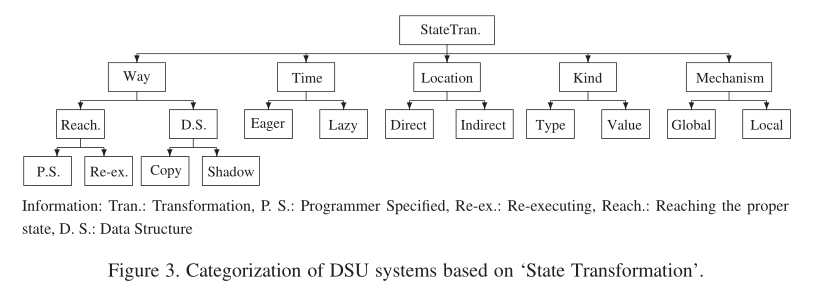 StateTran.
Way Time Location Kind Mechanism
Reach. D.S. Eager Lazy Direct Indirect Type Value Global Local
P.S. Re-ex. Copy Shadow
Information: Tran.: Transformation, P. S.: Programmer Specified, Re-ex.: Re-executing, Reach.: Reaching the proper
state, D. S.: Data Structure
Figure 3. Categorization of DSU systems based on ‘State Transformation’.